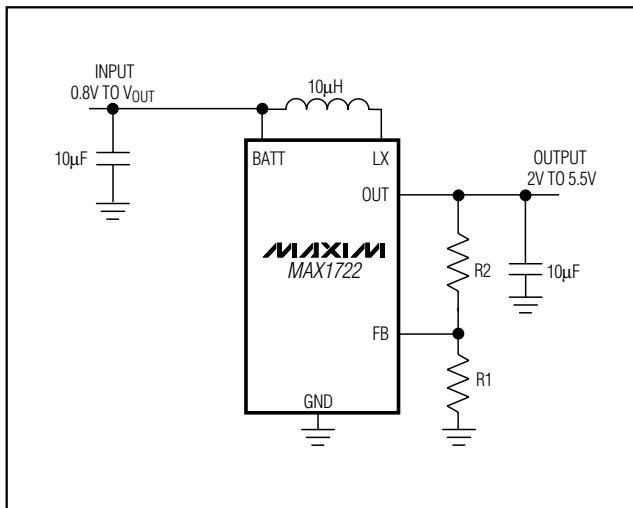 INPUT
0.8V TO VOUT
10µH
10µF
BATT
LX
OUT
OUTPUT
2V TO 5.5V
MAXIM
MAX1722
R2
10µF
FB
R1
GND